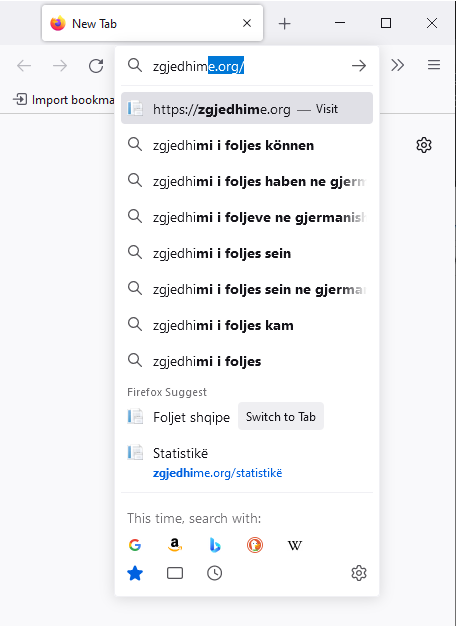 New Tab
zgjedhime.org/
Import bookma
https://zgjedhime.org — Visit
zgjedhimi i foljes können
zgjedhimi i foljes haben ne gjerm
zgjedhimi i foljeve ne gjermanish
zgjedhimi i foljes sein
zgjedhimi i foljes sein ne gjerma
zgjedhimi i foljes kam
zgjedhimi i foljes
Firefox Suggest
Foljet shqipe Switch to Tab
Statistikë
zgjedhime.org/statistikë
This time, search with: